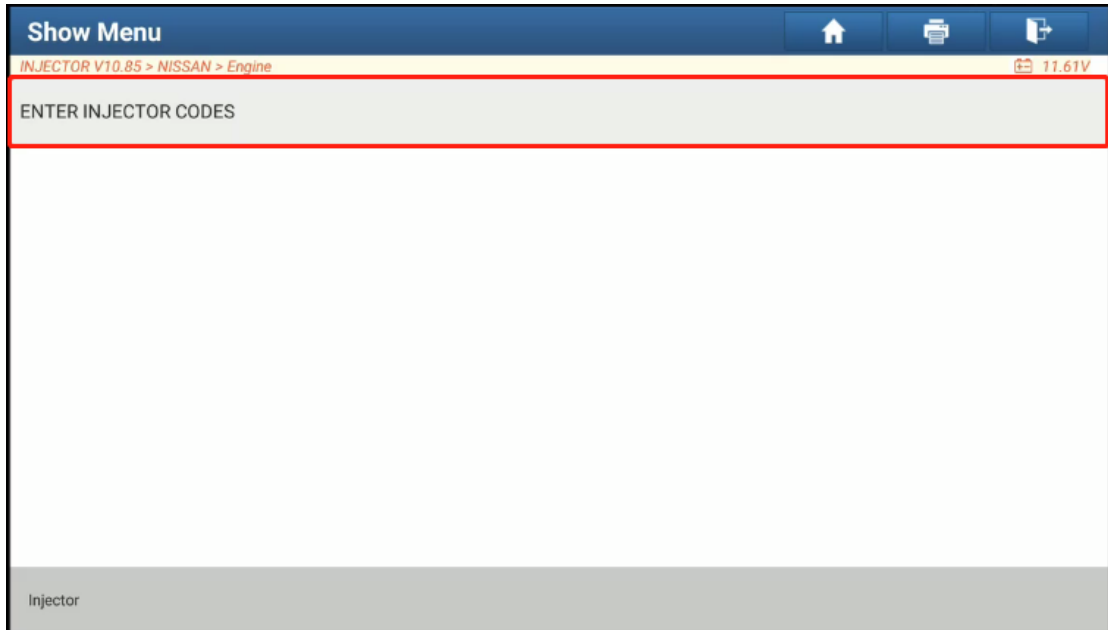 Show Menu
INJECTOR V10.85 > NISSAN > Engine 11.61V
ENTER INJECTOR CODES
Injector